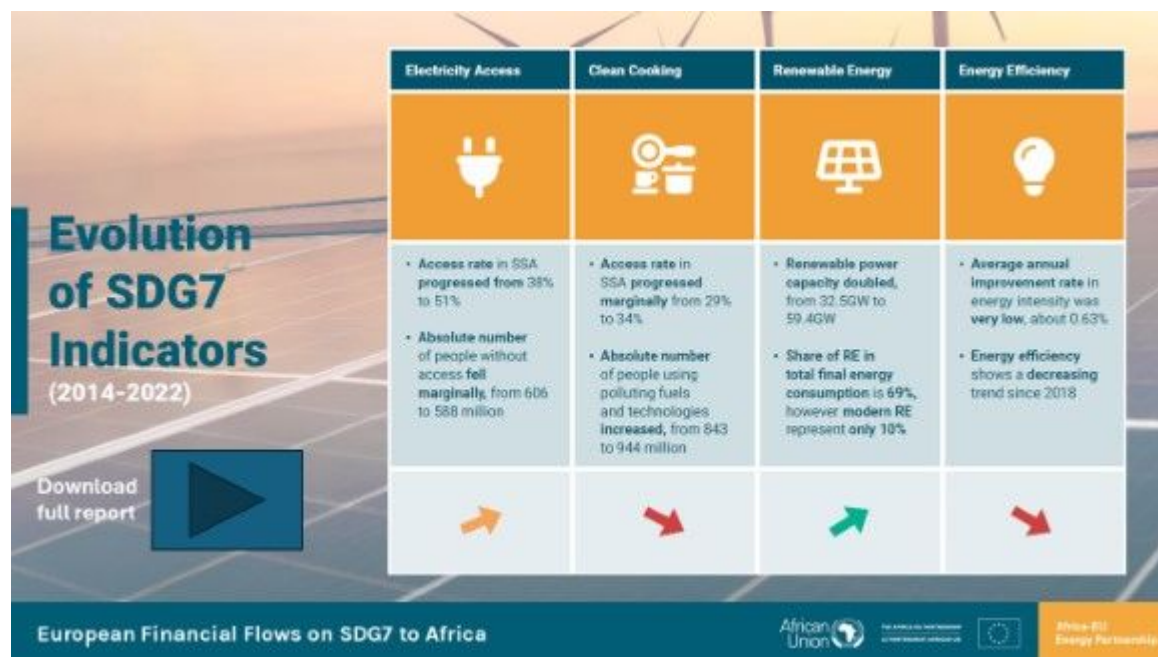 Evolution
of SDG7
Indicators
(2014-2022)
Download
full report
Electricity Access
• Access rate in SSA
progressed from 38%
to 51%
• Absolute number
of people without
access fell
marginally, from 606
to 588 million
Clean Cooking
• Access rate in
SSA progressed
marginally from 29%
to 34%
• Absolute number
of people using
polluting fuels
and technologies
increased, from 843
to 944 million
Renewable Energy
• Renewable power
capacity doubled,
from 32.5GW to
59.4GW
• Share of RE in
total final energy
consumption is 69%,
however modern RE
represent only 10%
Energy Efficiency
• Average annual
improvement rate in
energy intensity was
very low, about 0.63%
• Energy efficiency
shows a decreasing
trend since 2018
European Financial Flows on SDG7 to Africa
African
Union
Africa-EU
Energy Partnership